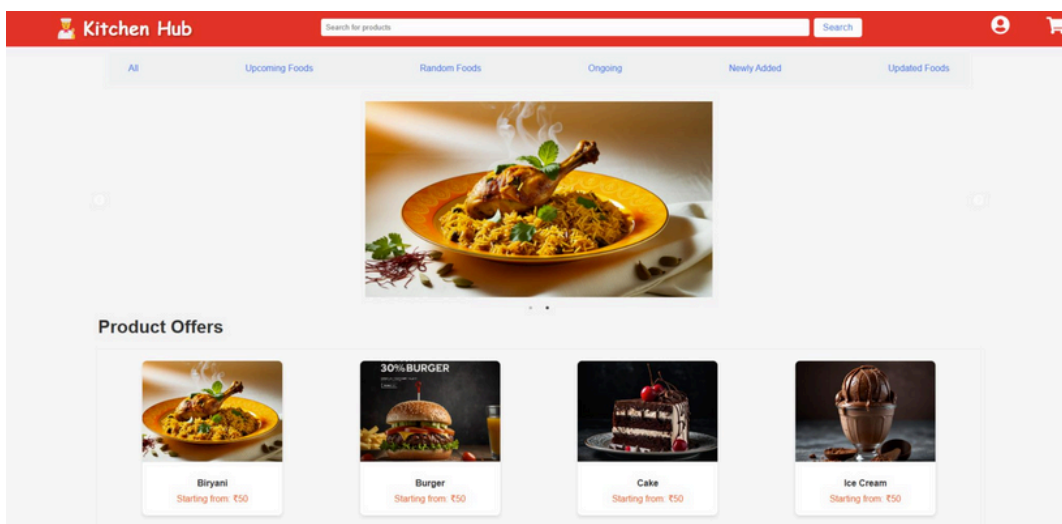 Kitchen Hub
Search for products
Search
All
Upcoming Foods
Random Foods
Ongoing
Newly Added
Updated Foods
Product Offers
30% BURGER
Biryani
Burger
Cake
Ice Cream
Starting from: ₹50
Starting from: ₹50
Starting from: ₹50
Starting from: ₹50